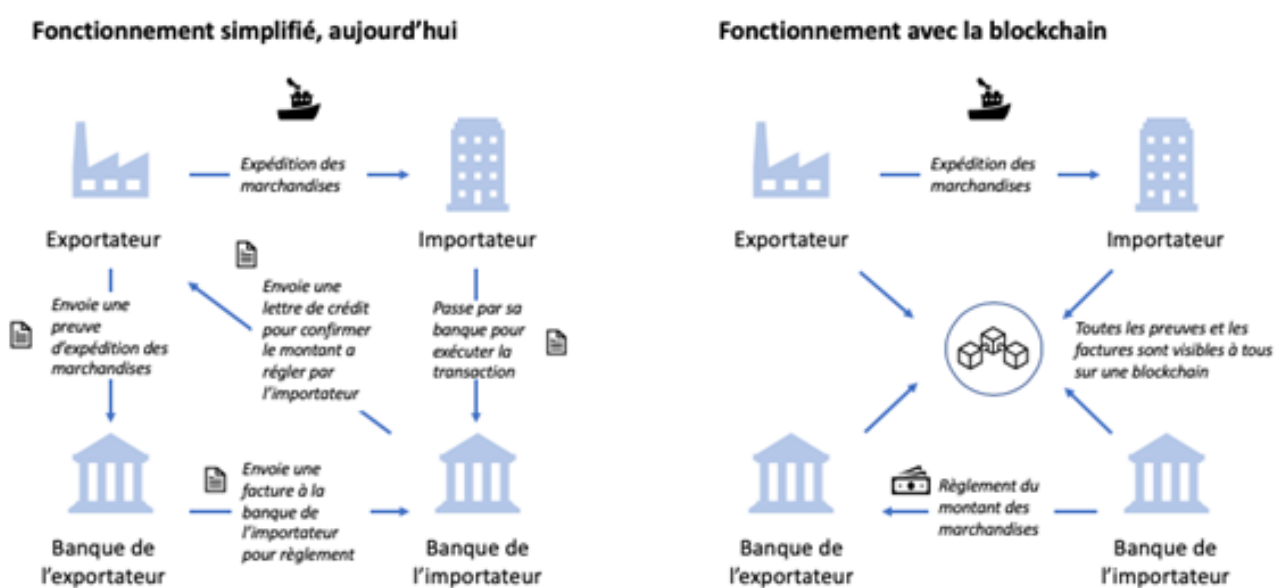 Fonctionnement simplifié, aujourd'hui
Expédition des
marchandises
Exportateur
Importateur
Envoie une
preuve
d'expédition des
marchandises
Envoie une
lettre de crédit
pour confirmer
le montant a
régler par
l'importateur
Passe par sa
banque pour
exécuter la
transaction
Envoie une
facture à la
banque de
l'importateur
pour règlement
Banque de
l'exportateur
Banque de
l'importateur
Fonctionnement avec la blockchain
Expédition des
marchandises
Exportateur
Importateur
Toutes les preuves et les
factures sont visibles à tous
sur une blockchain
Règlement du
montant des
marchandises
Banque de
l'exportateur
Banque de
l'importateur